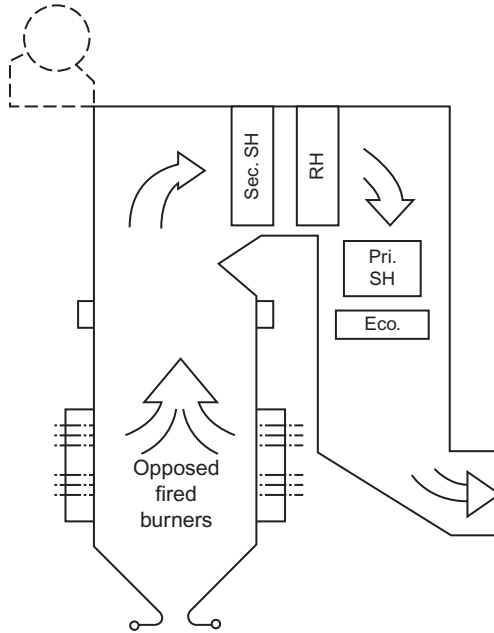 Sec. SH
RH
Pri.
SH
Eco.
Opposed
fired
burners